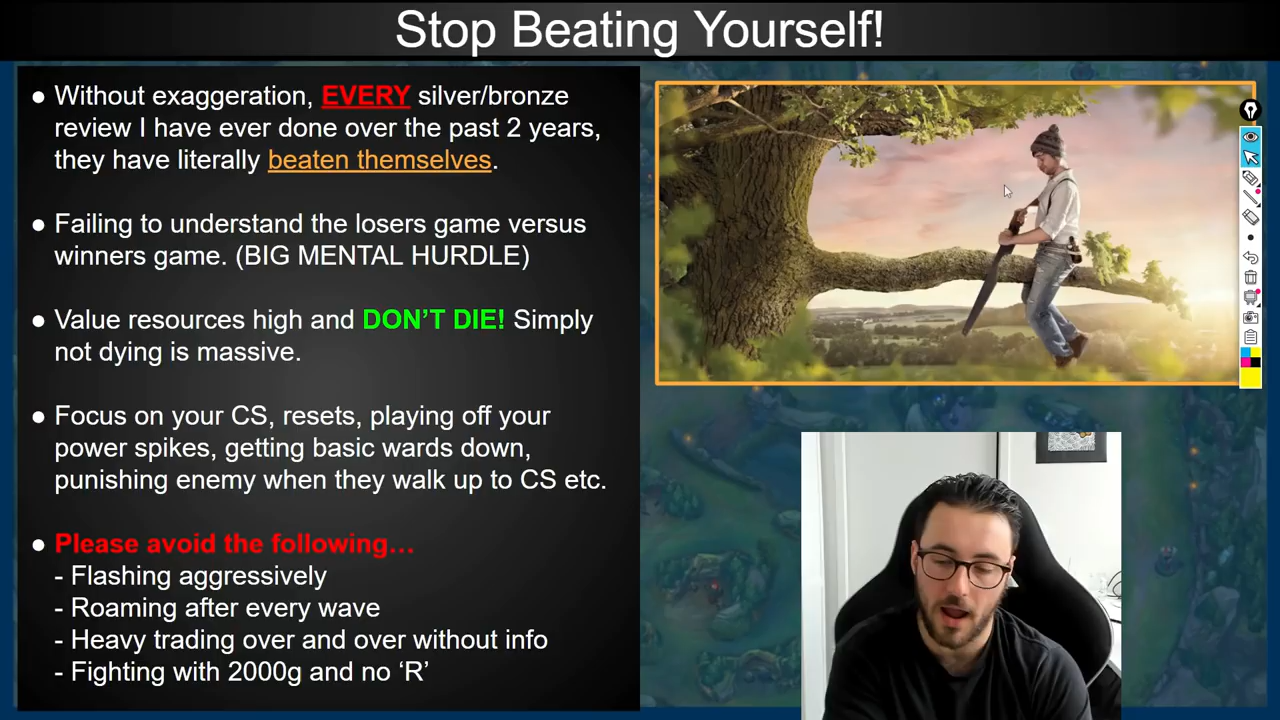 Stop Beating Yourself!
● Without exaggeration, EVERY silver/bronze
review I have ever done over the past 2 years,
they have literally beaten themselves.
● Failing to understand the losers game versus
winners game. (BIG MENTAL HURDLE)
● Value resources high and DON’T DIE! Simply
not dying is massive.
● Focus on your CS, resets, playing off your
power spikes, getting basic wards down,
punishing enemy when they walk up to CS etc.
● Please avoid the following…
- Flashing aggressively
- Roaming after every wave
- Heavy trading over and over without info
- Fighting with 2000g and no ‘R’